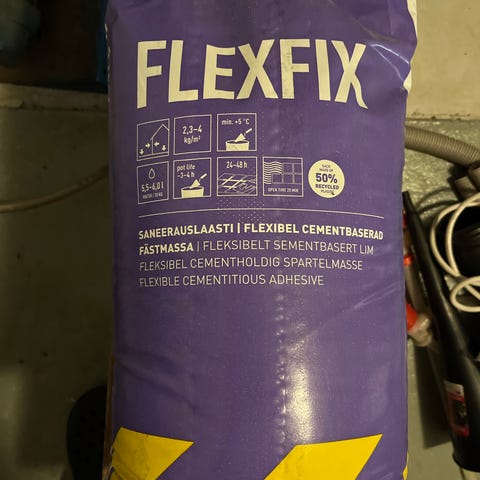 FLEXFIX
2,3–4
kg/m²
min. +5 °C
5,5–6,0 l
pot life
~3–4 h
24–48 h
OPEN TIME 20 MIN
50%
RECYCLED
PLASTIC
SANEERAUSLAASTI | FLEXIBEL CEMENTBASERAD
FÄSTMASSA | FLEKSIBELT SEMENTBASERT LIM
FLEKSIBEL CEMENTHOLDIG SPARTELMASSE
FLEXIBLE CEMENTITIOUS ADHESIVE